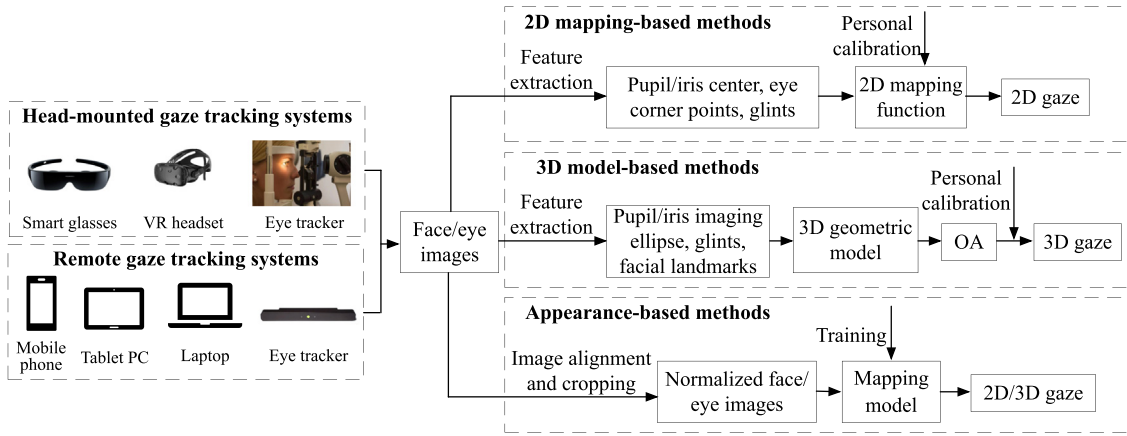 Head-mounted gaze tracking systems
Smart glasses
VR headset
Eye tracker
Remote gaze tracking systems
Mobile
phone
Tablet PC
Laptop
Eye tracker
Face/eye
images
2D mapping-based methods
Feature
extraction
Pupil/iris center, eye
corner points, glints
Personal
calibration
2D mapping
function
2D gaze
3D model-based methods
Feature
extraction
Pupil/iris imaging
ellipse, glints,
facial landmarks
3D geometric
model
OA
Personal
calibration
3D gaze
Appearance-based methods
Image alignment
and cropping
Normalized face/
eye images
Training
Mapping
model
2D/3D gaze